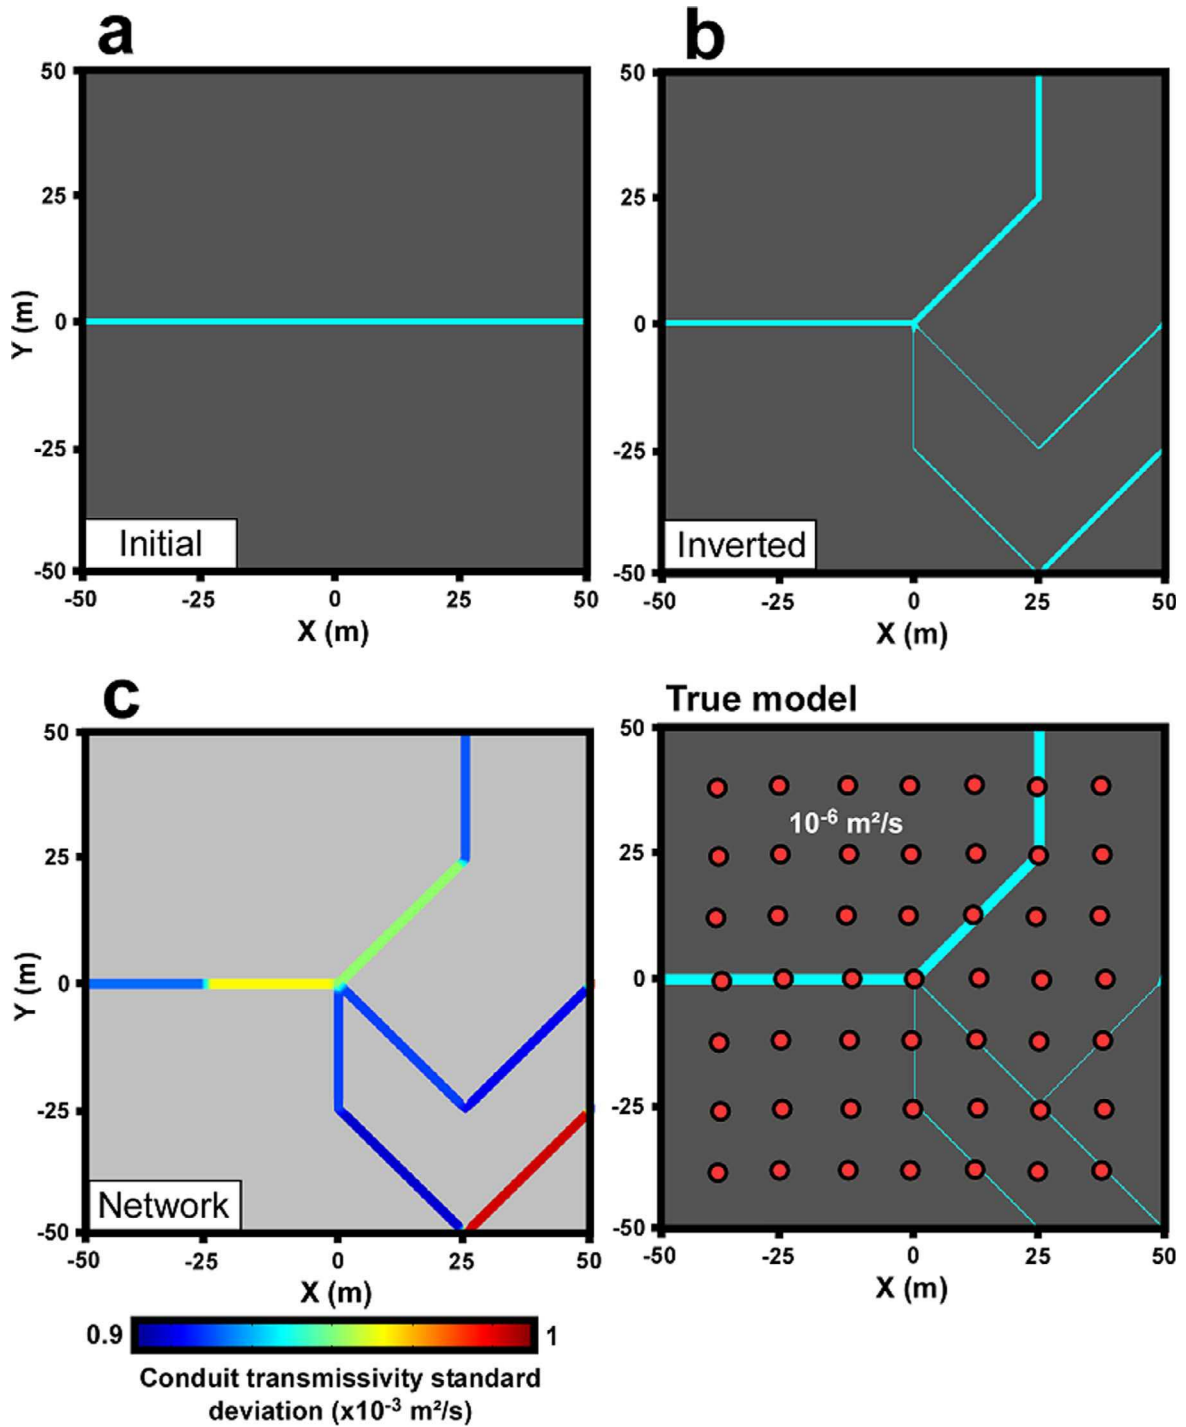 a
50
25
0
-25
-50
Y (m)
Initial
-50 -25 0 25 50
X (m)
b
50
25
0
-25
-50
Inverted
-50 -25 0 25 50
X (m)
c
50
25
0
-25
-50
Y (m)
Network
-50 -25 0 25 50
X (m)
0.9 1
Conduit transmissivity standard
deviation (x10⁻³ m²/s)
True model
10⁻⁶ m²/s
50
25
0
-25
-50
-50 -25 0 25 50
X (m)